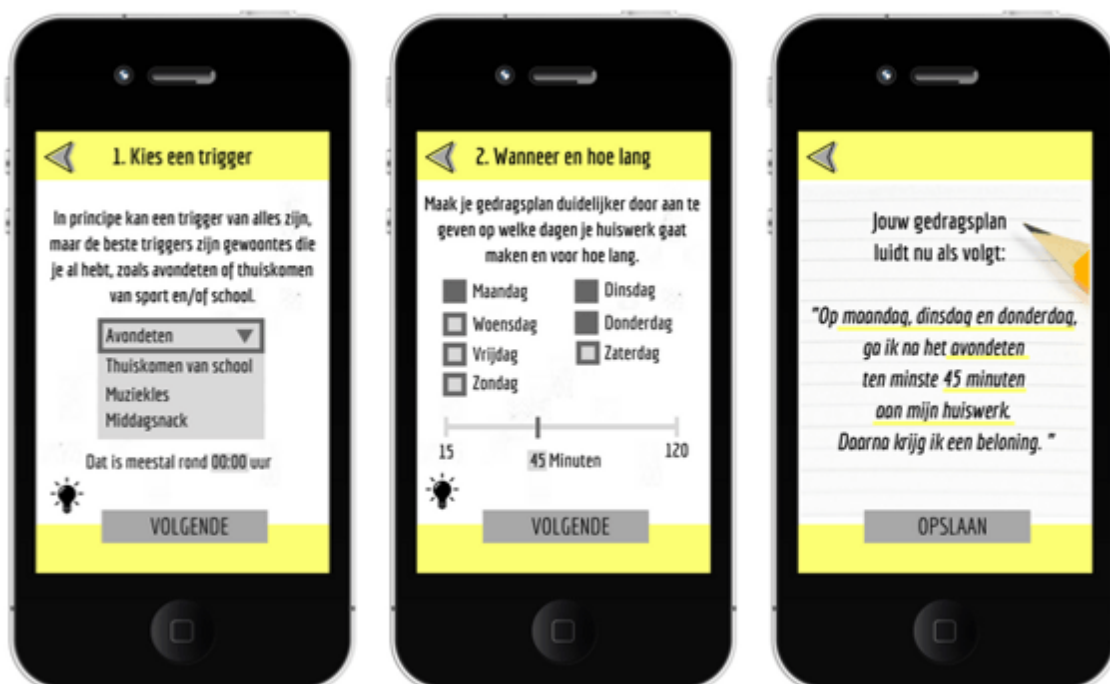 1. Kies een trigger
In principe kan een trigger van alles zijn,
maar de beste triggers zijn gewoontes die
je al hebt, zoals avondeten of thuiskomen
van sport en/of school.
Avondeten
Thuiskomen van school
Muziekles
Middagsnack
Dat is meestal rond 00:00 uur
VOLGENDE
2. Wanneer en hoe lang
Maak je gedragsplan duidelijker door aan te
geven op welke dagen je huiswerk gaat
maken en voor hoe lang.
Maandag Dinsdag
Woensdag Donderdag
Vrijdag Zaterdag
Zondag
15 120
45 Minuten
VOLGENDE
Jouw gedragsplan
luidt nu als volgt:
"Op maandag, dinsdag en donderdag,
ga ik na het avondeten
ten minste 45 minuten
aan mijn huiswerk.
Daarna krijg ik een beloning. "
OPSLAAN